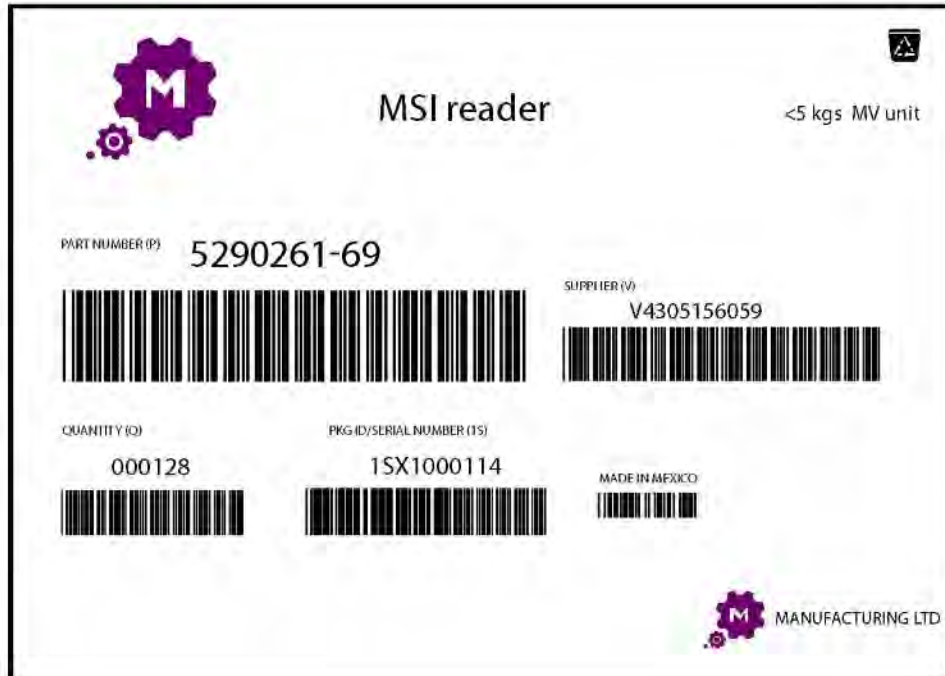 M
MSI reader
<5 kgs MV unit
PART NUMBER (P)
5290261-69
SUPPLIER (V)
V4305156059
QUANTITY (Q)
000128
PKG ID/SERIAL NUMBER (1S)
1SX1000114
MADE IN MEXICO
M MANUFACTURING LTD